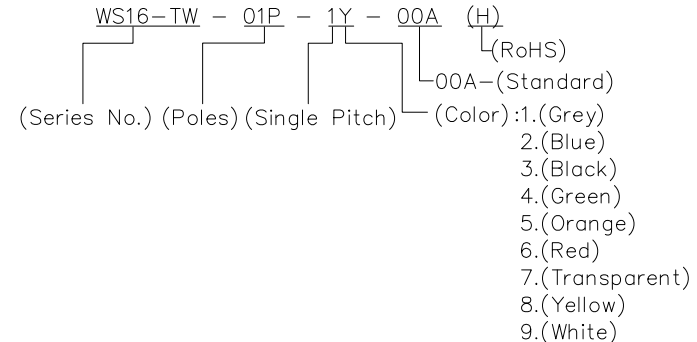 WS16-TW - 01P - 1Y - 00A (H)
(RoHS)
00A-(Standard)
(Series No.) (Poles) (Single Pitch) (Color):1.(Grey)
2.(Blue)
3.(Black)
4.(Green)
5.(Orange)
6.(Red)
7.(Transparent)
8.(Yellow)
9.(White)